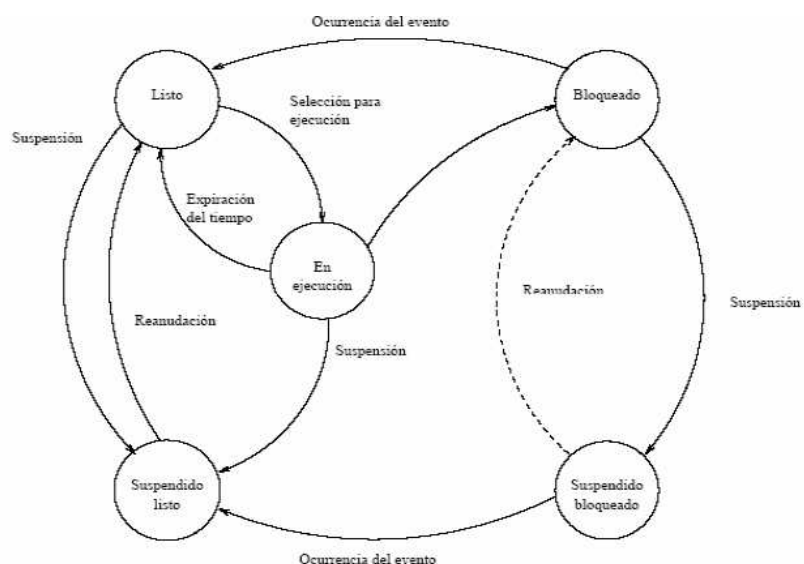 Ocurrencia del evento
Listo
Bloqueado
Selección para
ejecución
Suspensión
Expiración
del tiempo
En
ejecución
Reanudación
Suspensión
Reanudación
Suspensión
Suspendido
listo
Suspendido
bloqueado
Ocurrencia del evento